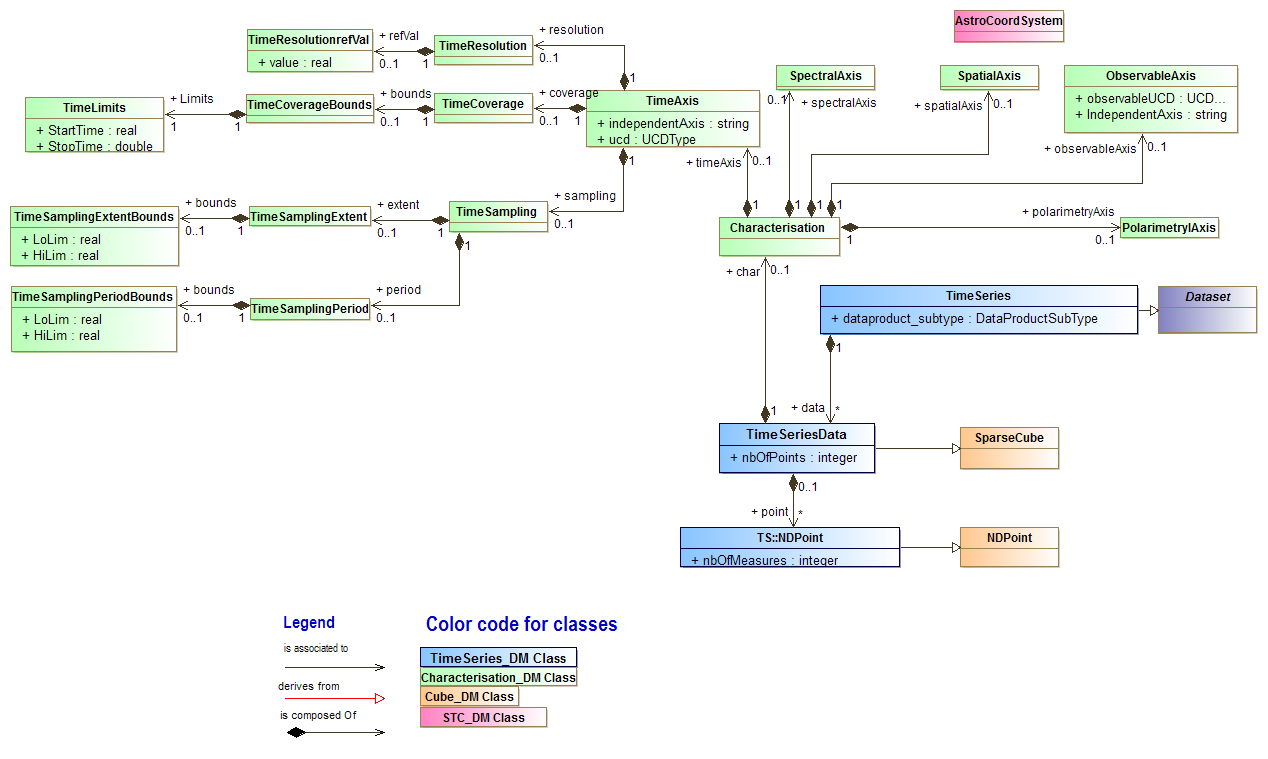 AstroCoordSystem
TimeResolutionrefVal
+ value : real
+ refVal
0..1
1
TimeResolution
+ resolution
0..1
1
TimeLimits
+ StartTime : real
+ StopTime : double
+ Limits
1
1
TimeCoverageBounds
+ bounds
0..1
1
TimeCoverage
+ coverage
0..1
1
TimeAxis
+ independentAxis : string
+ ucd : UCDType
1
+ timeAxis
0..1
SpectralAxis
0..1
+ spectralAxis
SpatialAxis
+ spatialAxis
0..1
ObservableAxis
+ observableUCD : UCD...
+ IndependentAxis : string
+ observableAxis
0..1
TimeSamplingExtentBounds
+ LoLim : real
+ HiLim : real
+ bounds
0..1
1
TimeSamplingExtent
+ extent
0..1
1
TimeSampling
+ sampling
0..1
1
1
1
1
1
Characterisation
1
+ polarimetryAxis
0..1
PolarimetrylAxis
+ char
0..1
TimeSamplingPeriodBounds
+ LoLim : real
+ HiLim : real
+ bounds
0..1
1
TimeSamplingPeriod
+ period
0..1
TimeSeries
+ dataproduct_subtype : DataProductSubType
Dataset
1
+ data
*
1
TimeSeriesData
+ nbOfPoints : integer
SparseCube
0..1
+ point
*
TS::NDPoint
+ nbOfMeasures : integer
NDPoint
Legend
is associated to
derives from
is composed Of
Color code for classes
TimeSeries_DM Class
Characterisation_DM Class
Cube_DM Class
STC_DM Class